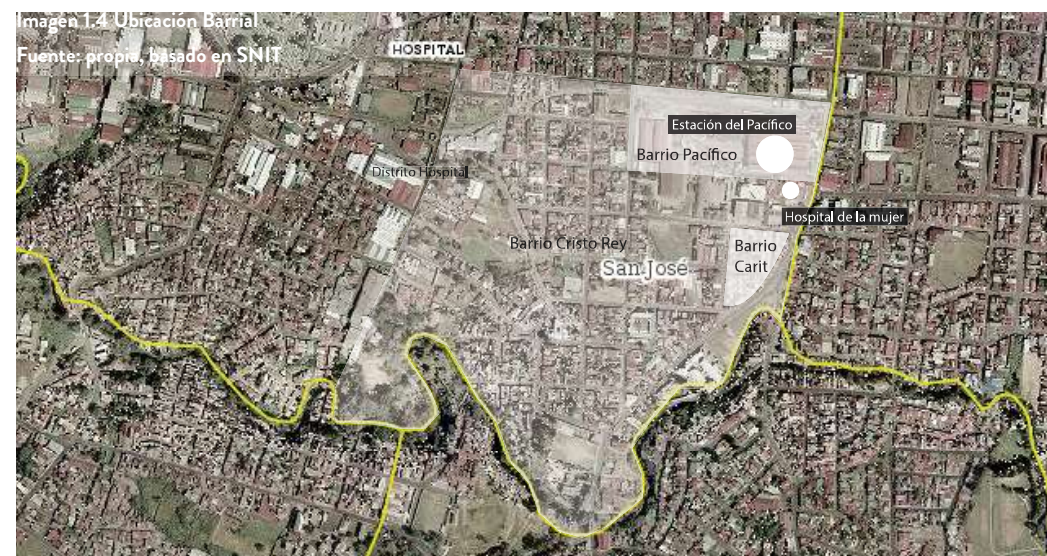 Imagen 1.4 Ubicación Barrial
Fuente: propia, basado en SNIT
HOSPITAL
Estación del Pacífico
Barrio Pacífico
Distrito Hospital
Hospital de la mujer
Barrio Cristo Rey
Barrio
Carit
San José